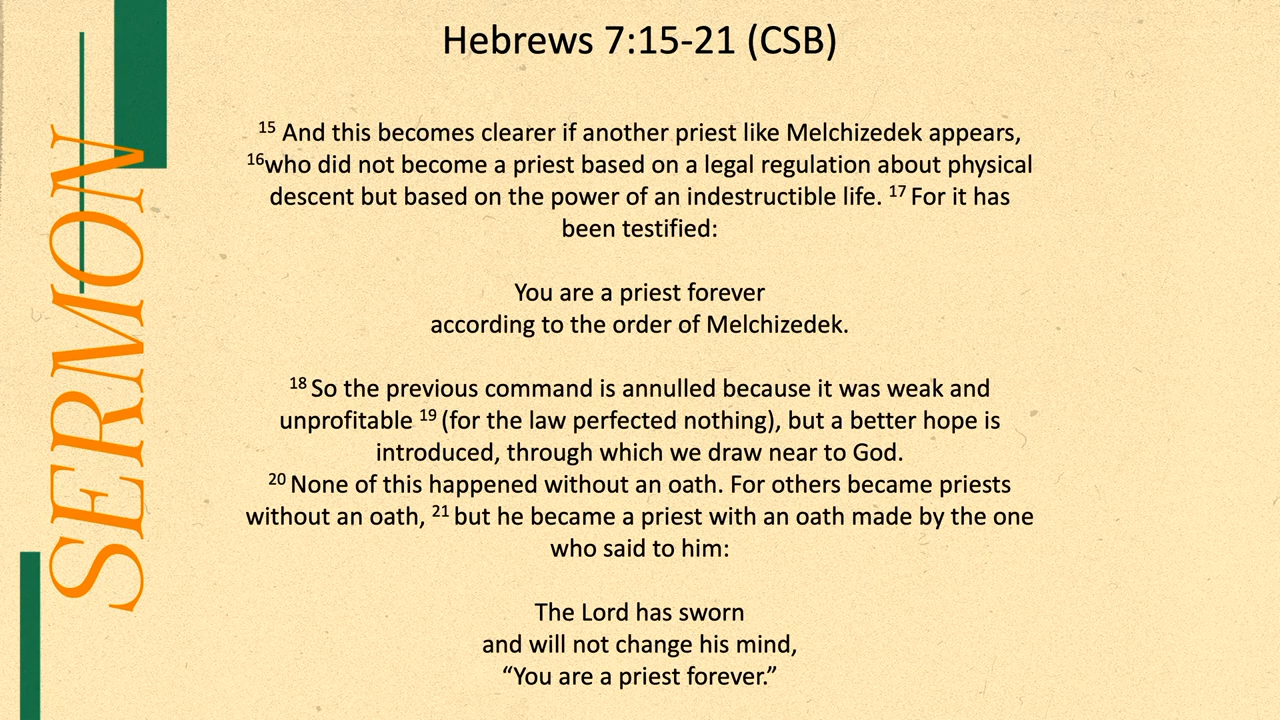 SERMON
Hebrews 7:15-21 (CSB)
15 And this becomes clearer if another priest like Melchizedek appears,
16who did not become a priest based on a legal regulation about physical
descent but based on the power of an indestructible life. 17 For it has
been testified:
You are a priest forever
according to the order of Melchizedek.
18 So the previous command is annulled because it was weak and
unprofitable 19 (for the law perfected nothing), but a better hope is
introduced, through which we draw near to God.
20 None of this happened without an oath. For others became priests
without an oath, 21 but he became a priest with an oath made by the one
who said to him:
The Lord has sworn
and will not change his mind,
“You are a priest forever.”